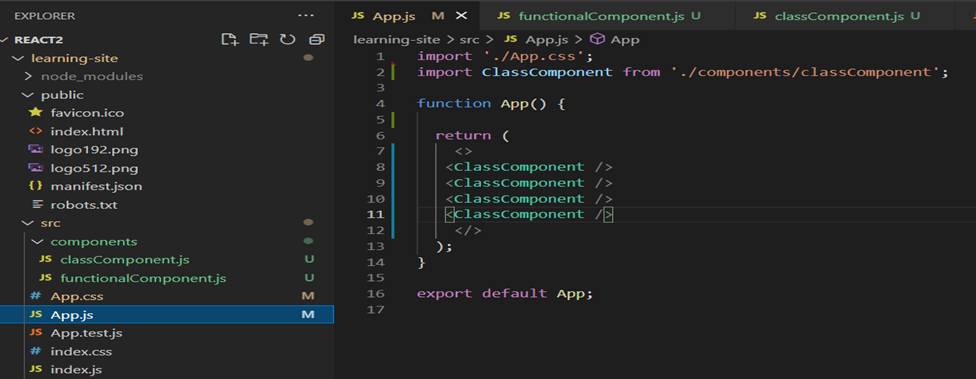 EXPLORER ...
REACT2
learning-site
node_modules
public
favicon.ico
<> index.html
logo192.png
logo512.png
{} manifest.json
robots.txt
src
components
JS classComponent.js U
JS functionalComponent.js U
# App.css M
JS App.js M
JS App.test.js
# index.css
JS index.js
JS App.js M X JS functionalComponent.js U JS classComponent.js U
learning-site > src > JS App.js > App
1 import './App.css';
2 import ClassComponent from './components/classComponent';
3
4 function App() {
5
6 return (
7 <>
8 <ClassComponent />
9 <ClassComponent />
10 <ClassComponent />
11 <ClassComponent />
12 </>
13 );
14 }
15
16 export default App;
17